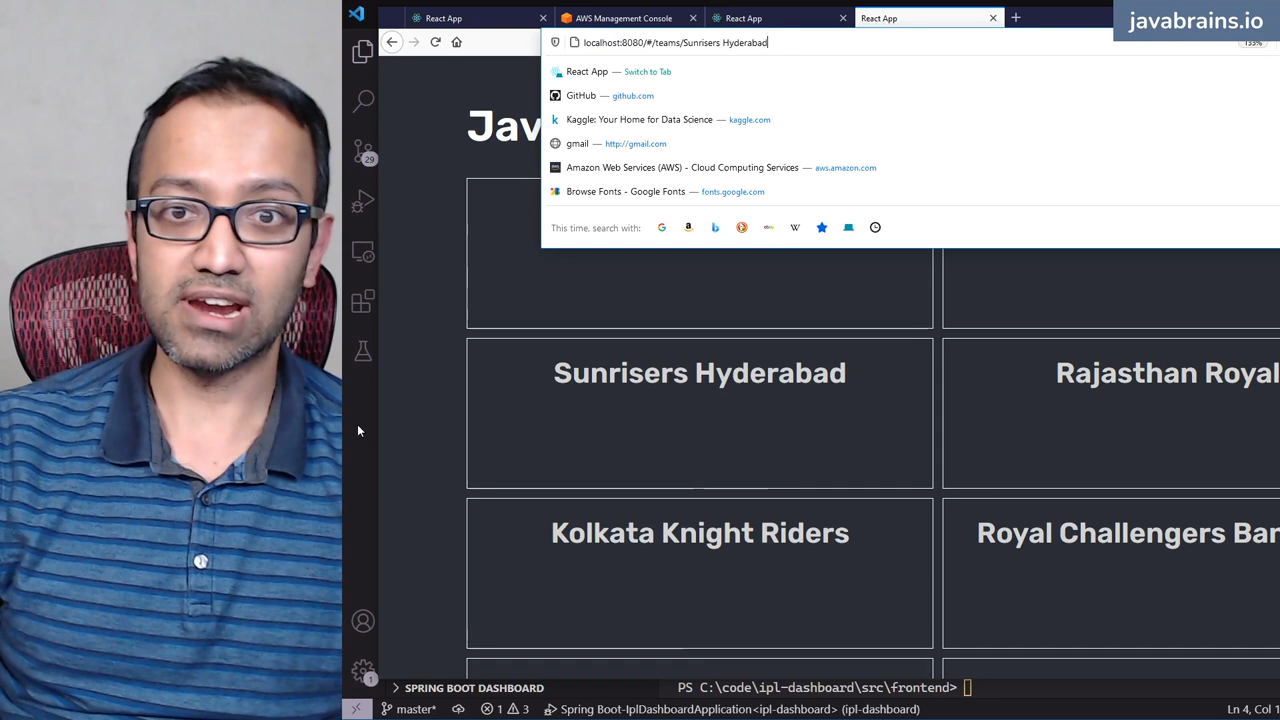 React App
AWS Management Console
React App
React App
javabrains.io
localhost:8080/#/teams/Sunrisers Hyderabad
React App — Switch to Tab
GitHub — github.com
Kaggle: Your Home for Data Science — kaggle.com
gmail — http://gmail.com
Amazon Web Services (AWS) - Cloud Computing Services — aws.amazon.com
Browse Fonts - Google Fonts — fonts.google.com
This time, search with:
Jav
29
Sunrisers Hyderabad
Rajasthan Royal
Kolkata Knight Riders
Royal Challengers Ban
1
SPRING BOOT DASHBOARD
PS C:\code\ipl-dashboard\src\frontend>
master* 1 3 Spring Boot-IplDashboardApplication<ipl-dashboard> (ipl-dashboard)
Ln 4, Col 1